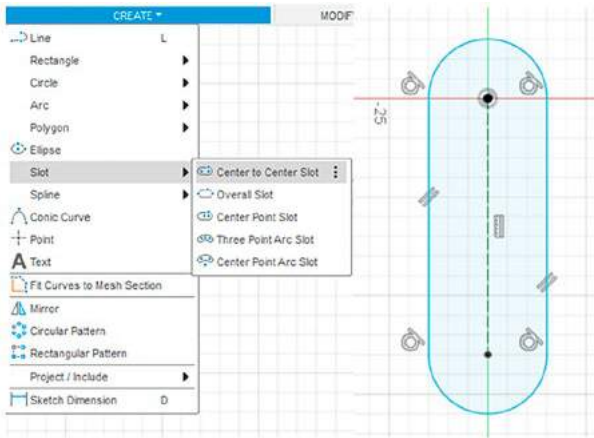 CREATE ▾ MODIF
Line L
Rectangle
Circle
Arc
Polygon
Ellipse
Slot
Center to Center Slot
Overall Slot
Center Point Slot
Three Point Arc Slot
Center Point Arc Slot
Spline
Conic Curve
Point
A Text
Fit Curves to Mesh Section
Mirror
Circular Pattern
Rectangular Pattern
Project / Include
Sketch Dimension D
-25